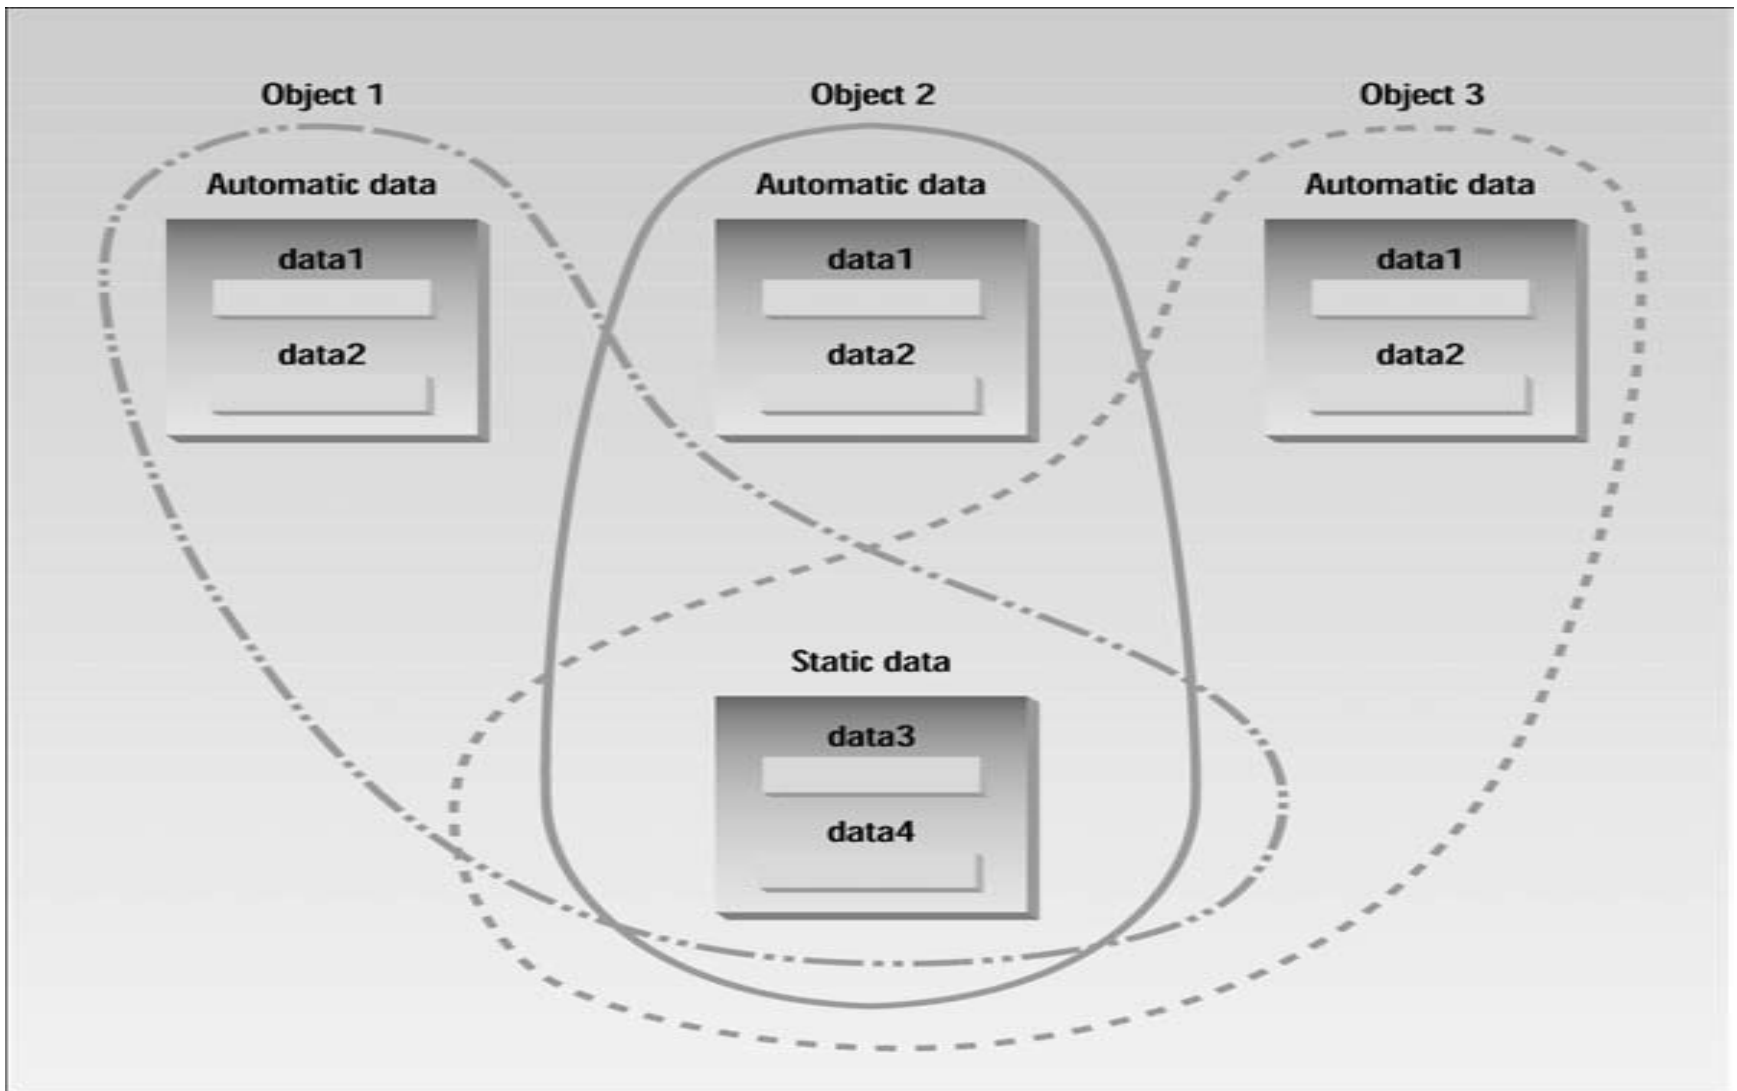 Object 1
Object 2
Object 3
Automatic data
Automatic data
Automatic data
data1
data1
data1
data2
data2
data2
Static data
data3
data4